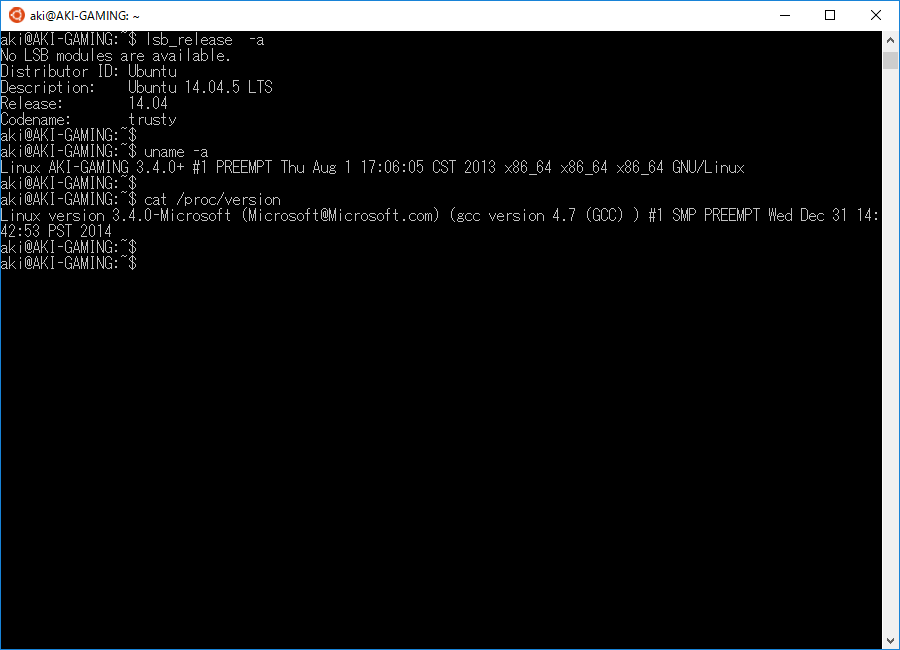 aki@AKI-GAMING: ~
aki@AKI-GAMING:~$ lsb_release  -a
No LSB modules are available.
Distributor ID: Ubuntu
Description:    Ubuntu 14.04.5 LTS
Release:        14.04
Codename:       trusty
aki@AKI-GAMING:~$
aki@AKI-GAMING:~$ uname -a
Linux AKI-GAMING 3.4.0+ #1 PREEMPT Thu Aug 1 17:06:05 CST 2013 x86_64 x86_64 x86_64 GNU/Linux
aki@AKI-GAMING:~$
aki@AKI-GAMING:~$ cat /proc/version
Linux version 3.4.0-Microsoft (Microsoft@Microsoft.com) (gcc version 4.7 (GCC) ) #1 SMP PREEMPT Wed Dec 31 14:
42:53 PST 2014
aki@AKI-GAMING:~$
aki@AKI-GAMING:~$